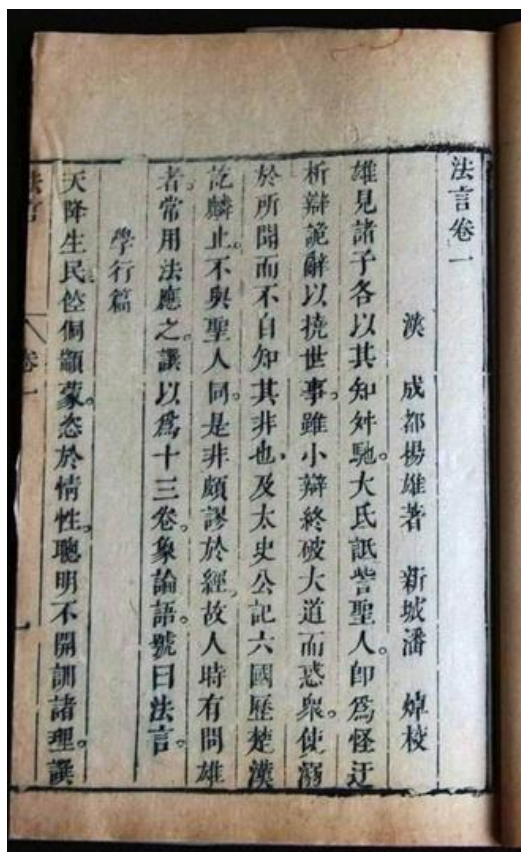 法言卷一
漢 成都揚雄著 新城潘 焯校
雄見諸子各以其知舛馳。大氐詆訾聖人。卽爲怪迂
析辯詭辭以撓世事。雖小辯終破大道而惑衆。使溺
於所聞而不自知其非也。及太史公記六國歷楚漢
訖麟止。不與聖人同。是非頗謬於經。故人時有問雄
者。常用法應之。譔以爲十三卷。象論語。號曰法言。
學行篇
天降生民倥侗顓蒙。恣於情性。聰明不開訓諸理。譔
法言 卷一 一